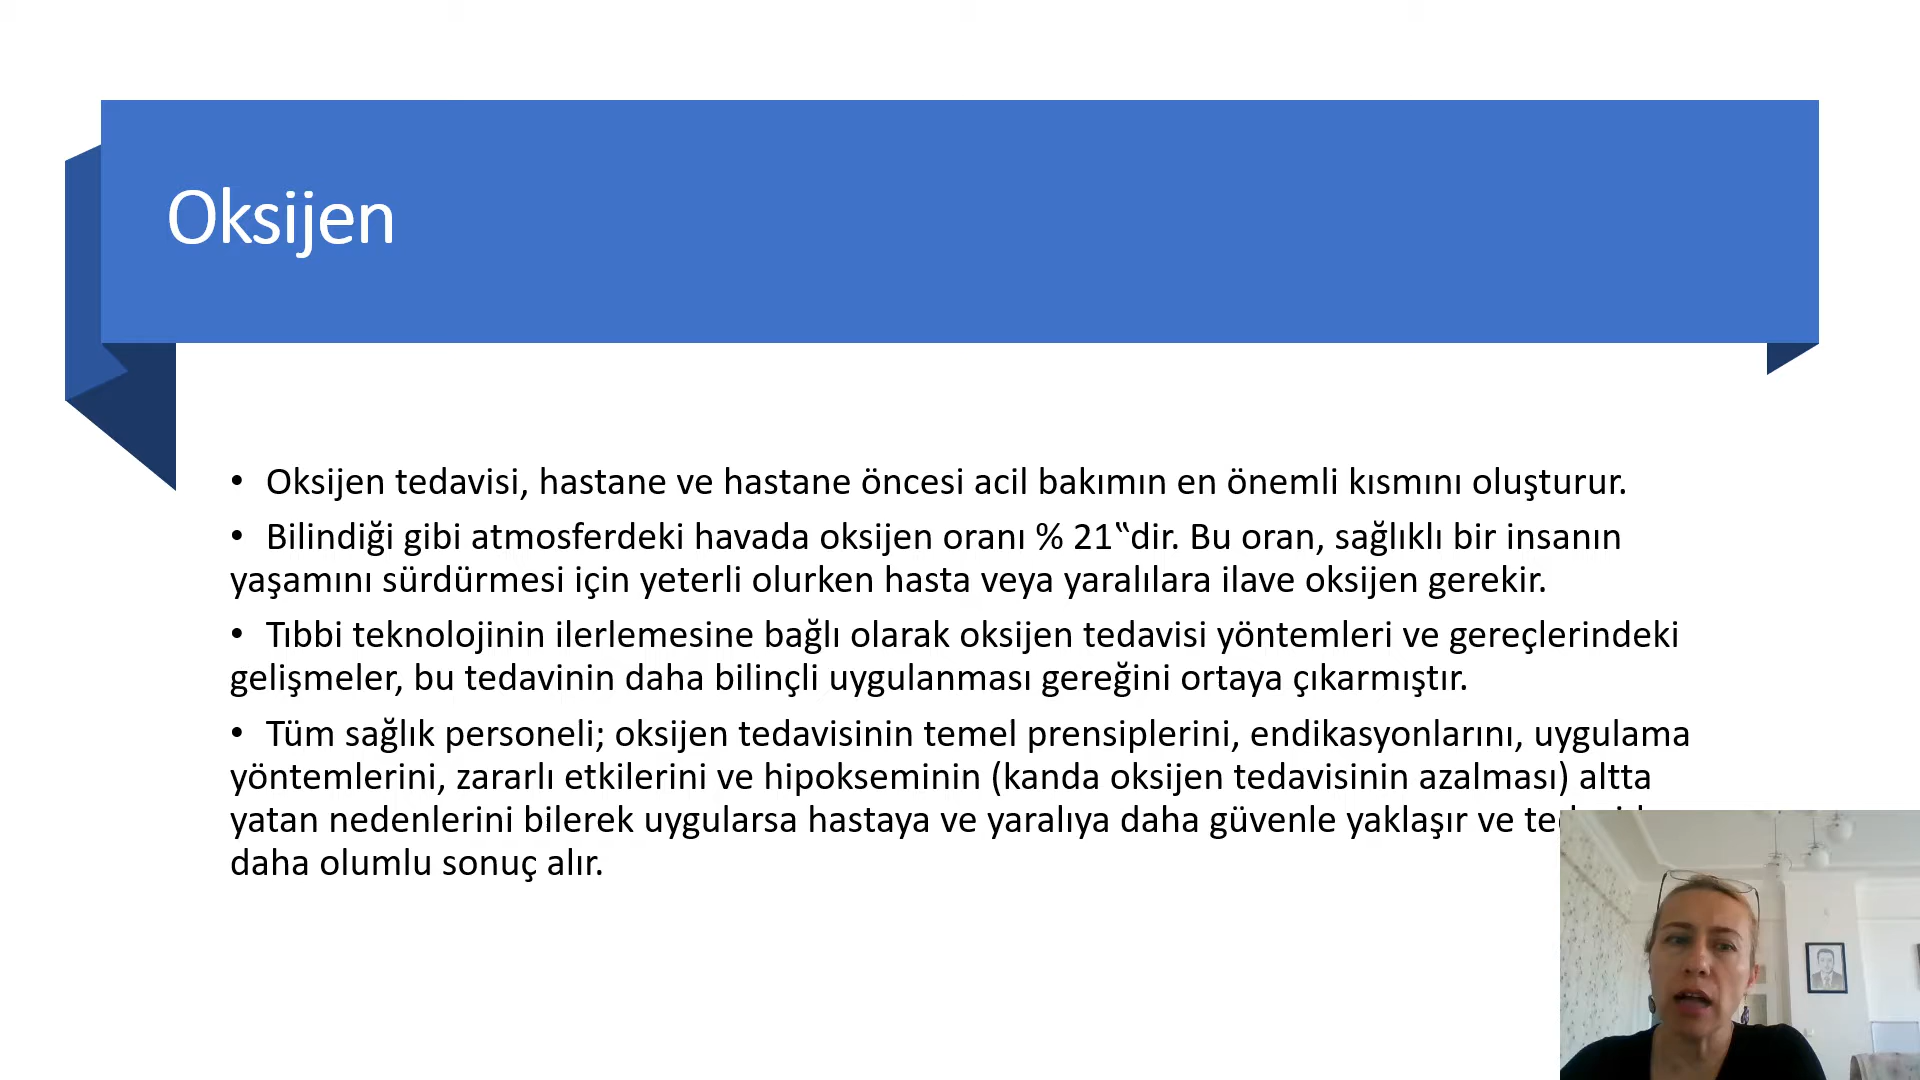 Oksijen
• Oksijen tedavisi, hastane ve hastane öncesi acil bakımın en önemli kısmını oluşturur.
• Bilindiği gibi atmosferdeki havada oksijen oranı % 21‟dir. Bu oran, sağlıklı bir insanın
yaşamını sürdürmesi için yeterli olurken hasta veya yaralılara ilave oksijen gerekir.
• Tıbbi teknolojinin ilerlemesine bağlı olarak oksijen tedavisi yöntemleri ve gereçlerindeki
gelişmeler, bu tedavinin daha bilinçli uygulanması gereğini ortaya çıkarmıştır.
• Tüm sağlık personeli; oksijen tedavisinin temel prensiplerini, endikasyonlarını, uygulama
yöntemlerini, zararlı etkilerini ve hipokseminin (kanda oksijen tedavisinin azalması) altta
yatan nedenlerini bilerek uygularsa hastaya ve yaralıya daha güvenle yaklaşır ve
daha olumlu sonuç alır.